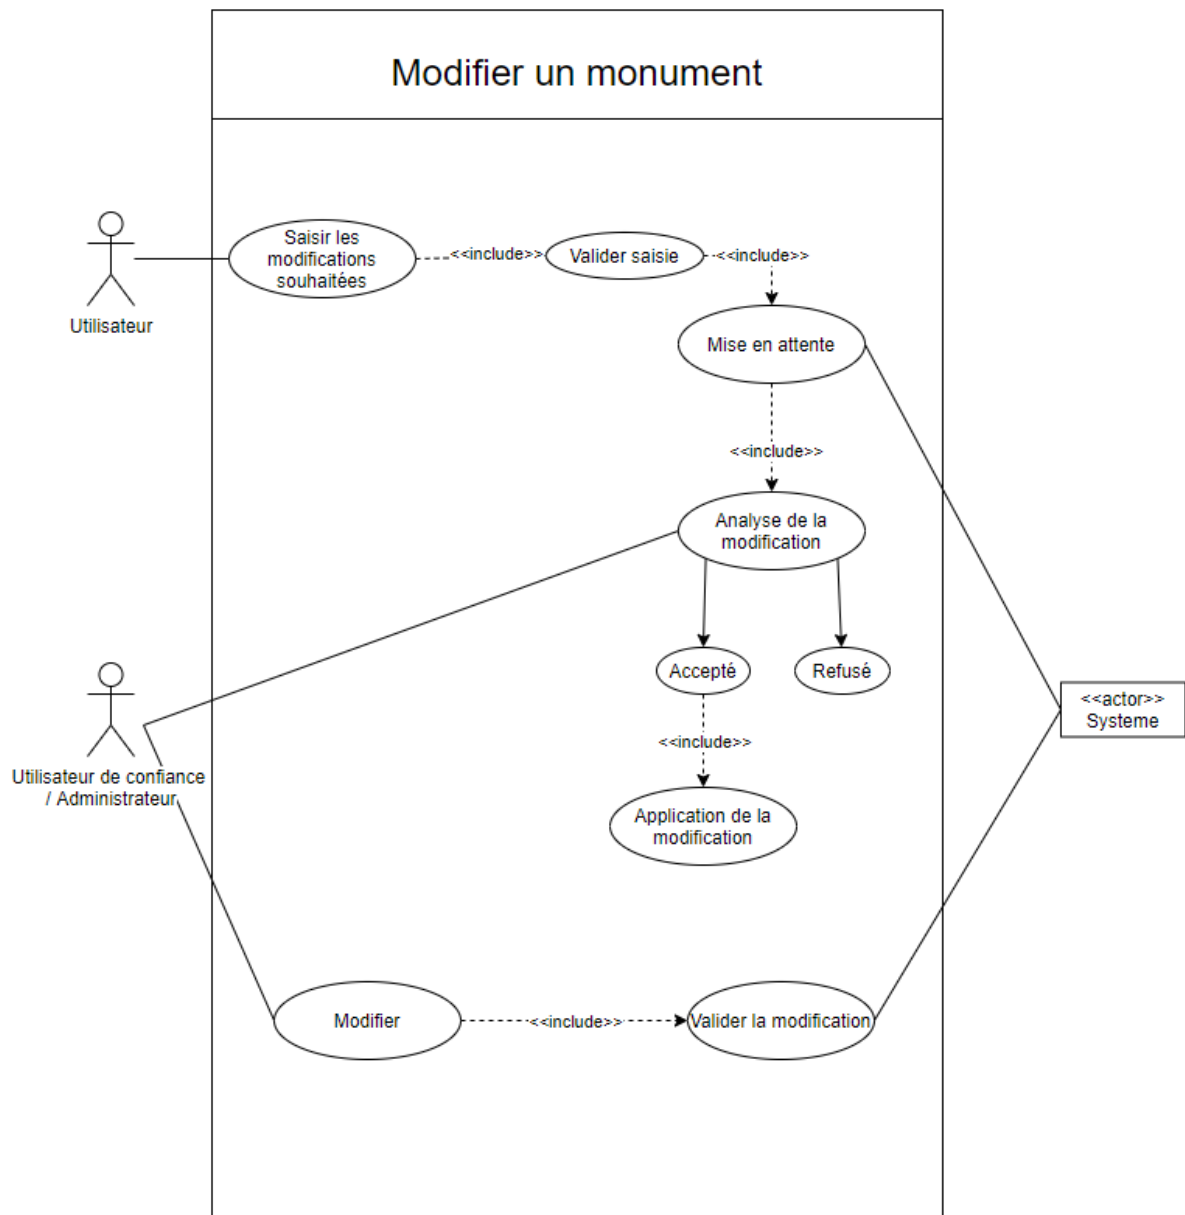 Modifier un monument
Saisir les
modifications
souhaitées
<<include>>
Valider saisie
<<include>>
Utilisateur
Mise en attente
<<include>>
Analyse de la
modification
Accepté
Refusé
<<actor>>
Systeme
<<include>>
Utilisateur de confiance
/ Administrateur
Application de la
modification
Modifier
<<include>>
Valider la modification